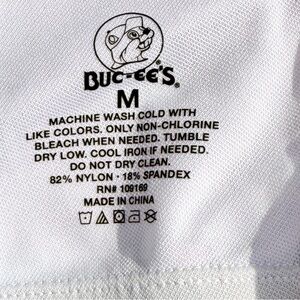 BUC-EE'S®
M
MACHINE WASH COLD WITH
LIKE COLORS. ONLY NON-CHLORINE
BLEACH WHEN NEEDED. TUMBLE
DRY LOW. COOL IRON IF NEEDED.
DO NOT DRY CLEAN.
82% NYLON · 18% SPANDEX
RN# 109169
MADE IN CHINA